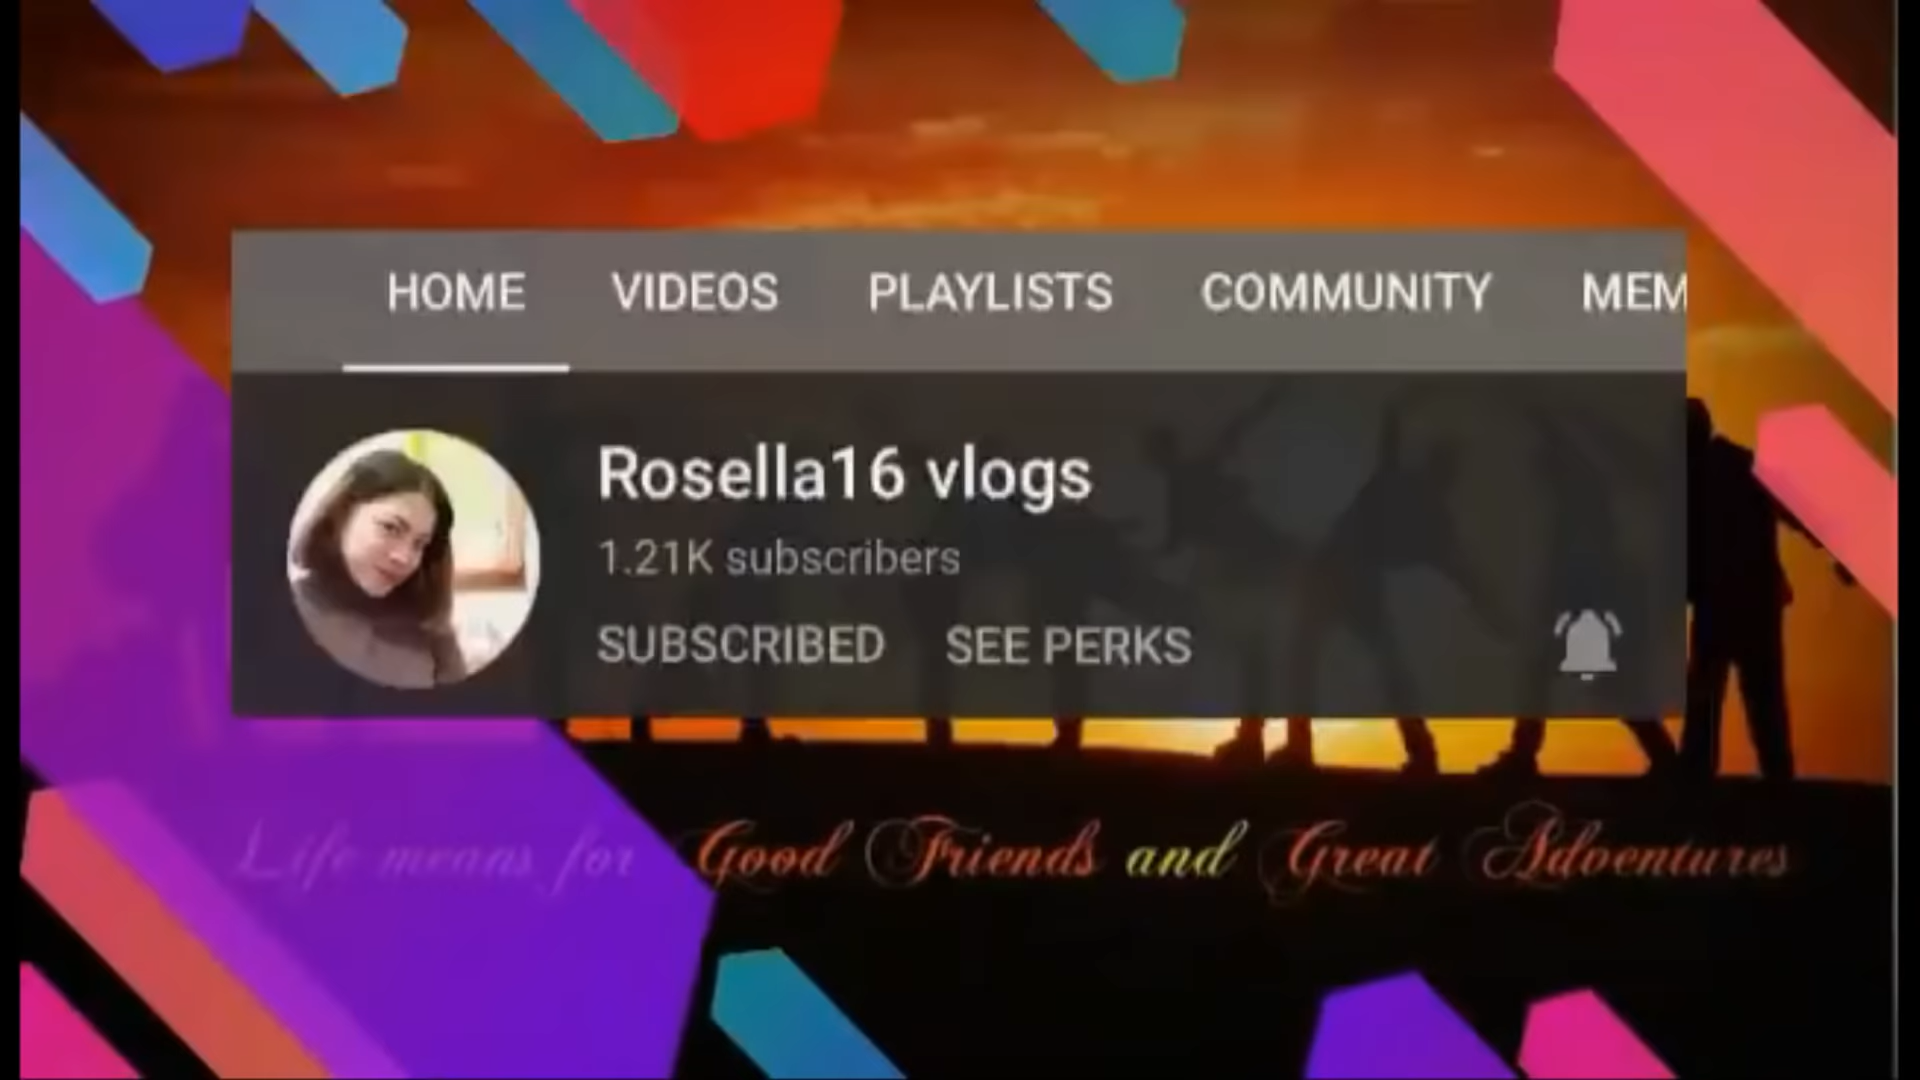 HOME VIDEOS PLAYLISTS COMMUNITY MEM
Rosella16 vlogs
1.21K subscribers
SUBSCRIBED SEE PERKS
Life means for Good Friends and Great Adventures